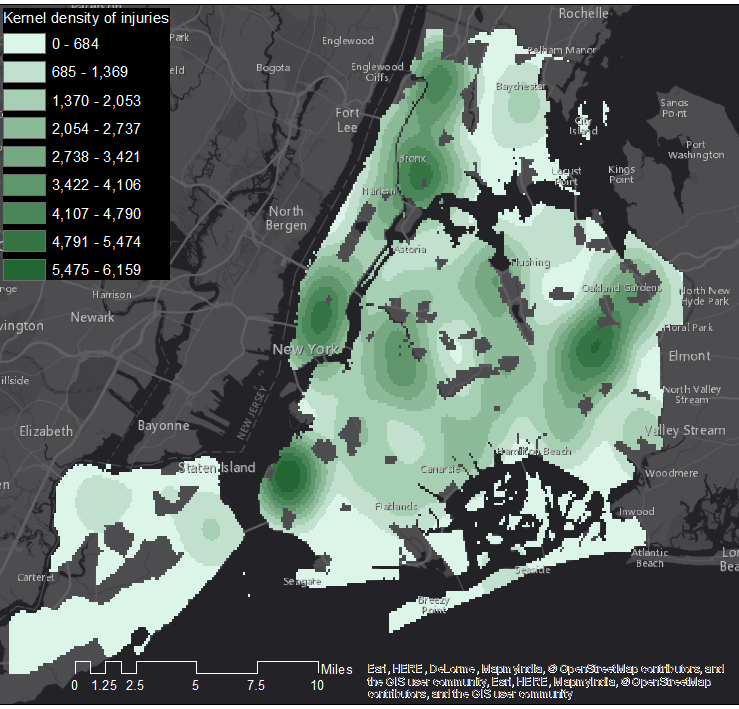 Paterson
Rochelle
Kernel density of injuries
0 - 684
685 - 1,369
1,370 - 2,053
2,054 - 2,737
2,738 - 3,421
3,422 - 4,106
4,107 - 4,790
4,791 - 5,474
5,475 - 6,159
Park
Englewood
Pelham Manor
Bogota
Englewood
Cliffs
Baychester
Sands
Point
Fort
Lee
City
Island
Port
Washington
Bronx
Locust
Point
Kings
Point
Harlem
North
Bergen
Astoria
Flushing
Oakland Gardens
North New
Hyde Park
Harrison
Newark
Floral Park
New York
Elmont
North Valley
Stream
Elizabeth
Bayonne
NEW JERSEY
Valley Stream
Staten Island
Hamilton Beach
Canarsie
Woodmere
Flatlands
Inwood
Atlantic
Beach
Carteret
Seagate
Seaside
Breezy
Point
Miles
0 1.25 2.5 5 7.5 10
Esri, HERE, DeLorme, MapmyIndia, © OpenStreetMap contributors, and
the GIS user community, Esri, HERE, MapmyIndia, © OpenStreetMap
contributors, and the GIS user community